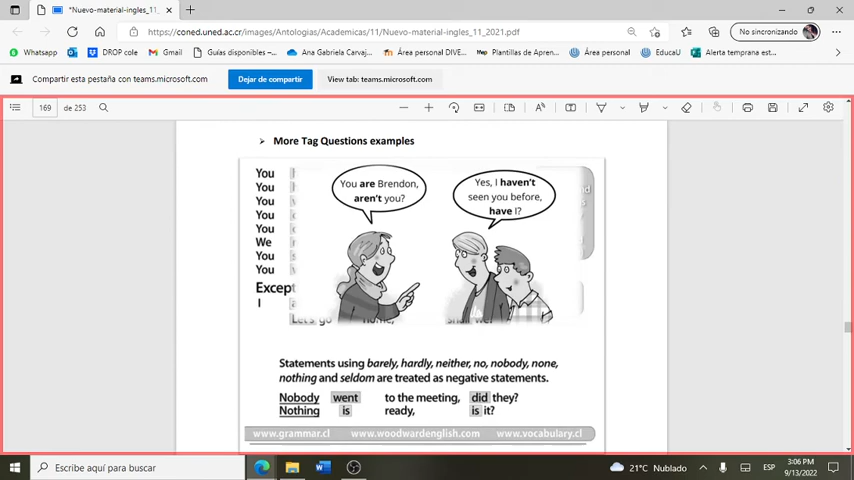 *Nuevo-material-ingles_11_
https://coned.uned.ac.cr/images/Antologias/Academicas/11/Nuevo-material-ingles_11_2021.pdf
No sincronizando
Whatsapp DROP cole Gmail Guías disponibles –... Ana Gabriela Carvaj... Área personal DIVE... Plantillas de Apren... Área personal EducaU Alerta temprana est...
Compartir esta pestaña con teams.microsoft.com Dejar de compartir View tab: teams.microsoft.com
169 de 253
More Tag Questions examples
You
You
You
You
You
We
You
You
You are Brendon,
aren't you?
Yes, I haven't
seen you before,
have I?
Except
I
Let's go home, shall we?
Statements using barely, hardly, neither, no, nobody, none,
nothing and seldom are treated as negative statements.
Nobody went to the meeting, did they?
Nothing is ready, is it?
www.grammar.cl www.woodwardenglish.com www.vocabulary.cl
Escribe aquí para buscar
21°C Nublado
ESP
3:06 PM
9/13/2022